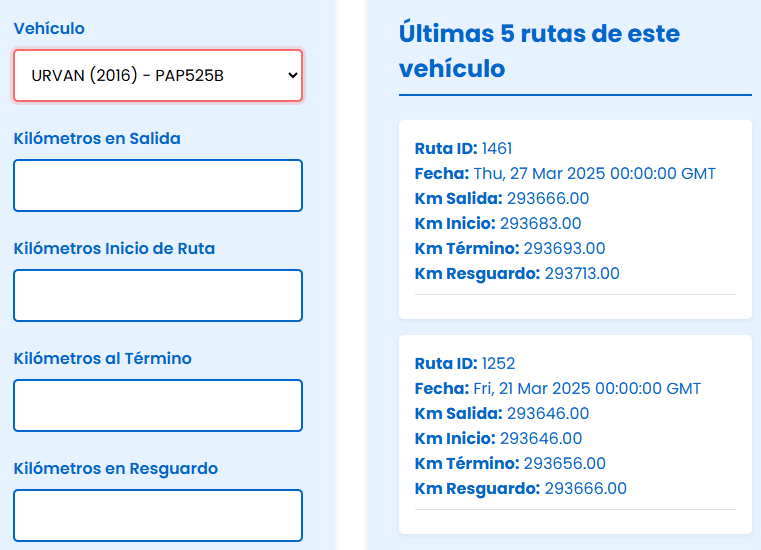 Vehículo
URVAN (2016) - PAP525B
Kilómetros en Salida
Kilómetros Inicio de Ruta
Kilómetros al Término
Kilómetros en Resguardo
Últimas 5 rutas de este
vehículo
Ruta ID: 1461
Fecha: Thu, 27 Mar 2025 00:00:00 GMT
Km Salida: 293666.00
Km Inicio: 293683.00
Km Término: 293693.00
Km Resguardo: 293713.00
Ruta ID: 1252
Fecha: Fri, 21 Mar 2025 00:00:00 GMT
Km Salida: 293646.00
Km Inicio: 293646.00
Km Término: 293656.00
Km Resguardo: 293666.00